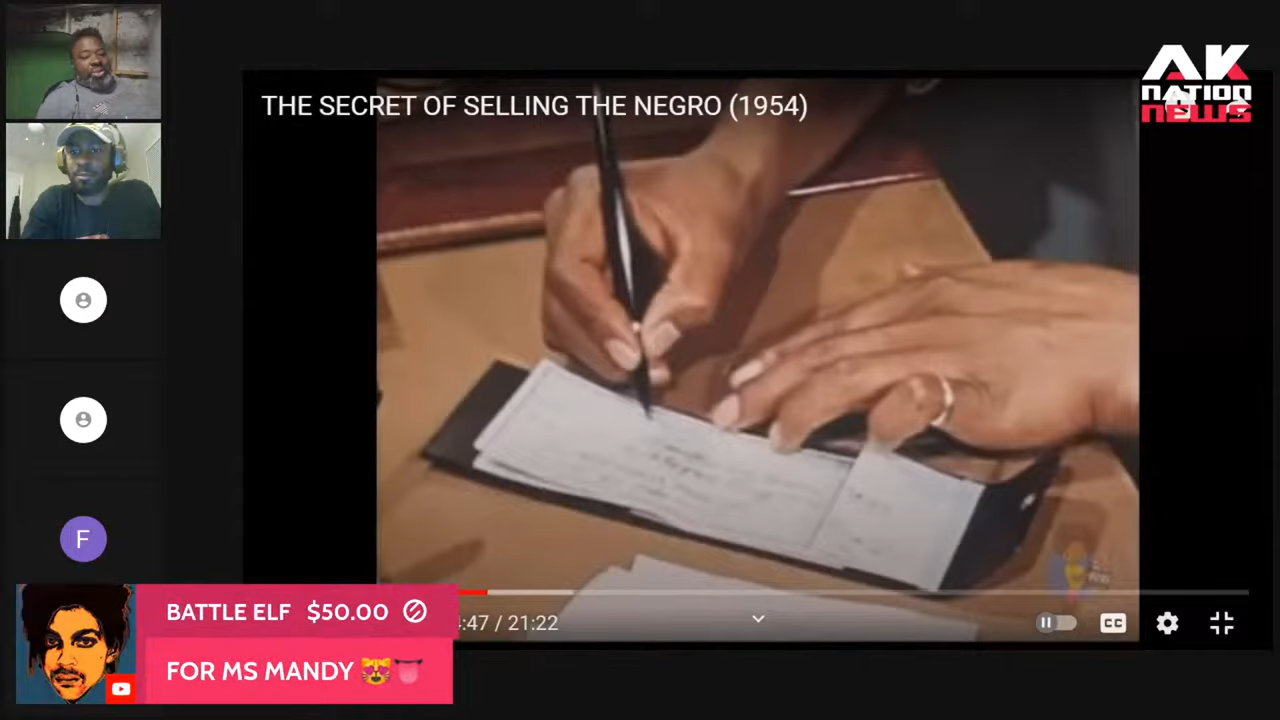 THE SECRET OF SELLING THE NEGRO (1954)
AK
NATION
NEWS
F
BATTLE ELF $50.00
:47 / 21:22
CC
FOR MS MANDY